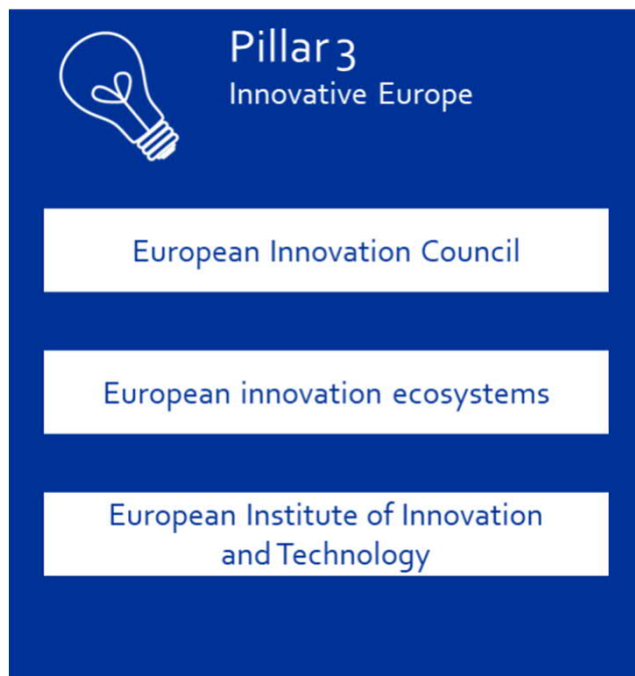 Pillar 3
Innovative Europe
European Innovation Council
European innovation ecosystems
European Institute of Innovation
and Technology